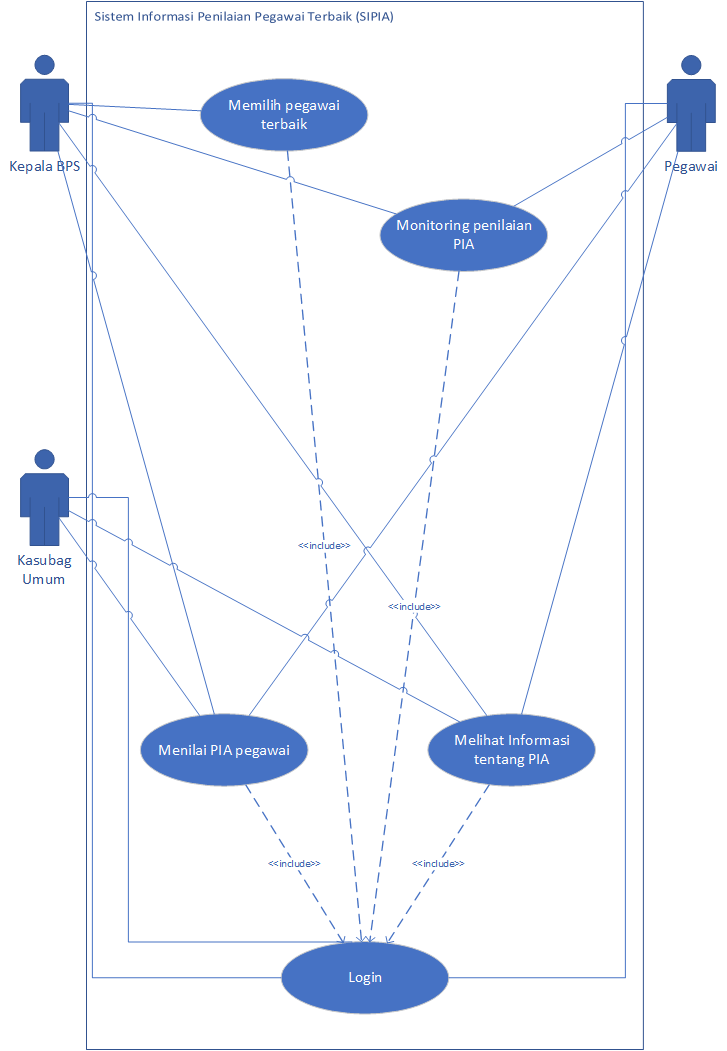 Sistem Informasi Penilaian Pegawai Terbaik (SIPIA)
Memilih pegawai
terbaik
Kepala BPS
Pegawai
Monitoring penilaian
PIA
Kasubag
Umum
<<include>>
<<include>>
Menilai PIA pegawai
Melihat Informasi
tentang PIA
<<include>>
<<include>>
Login